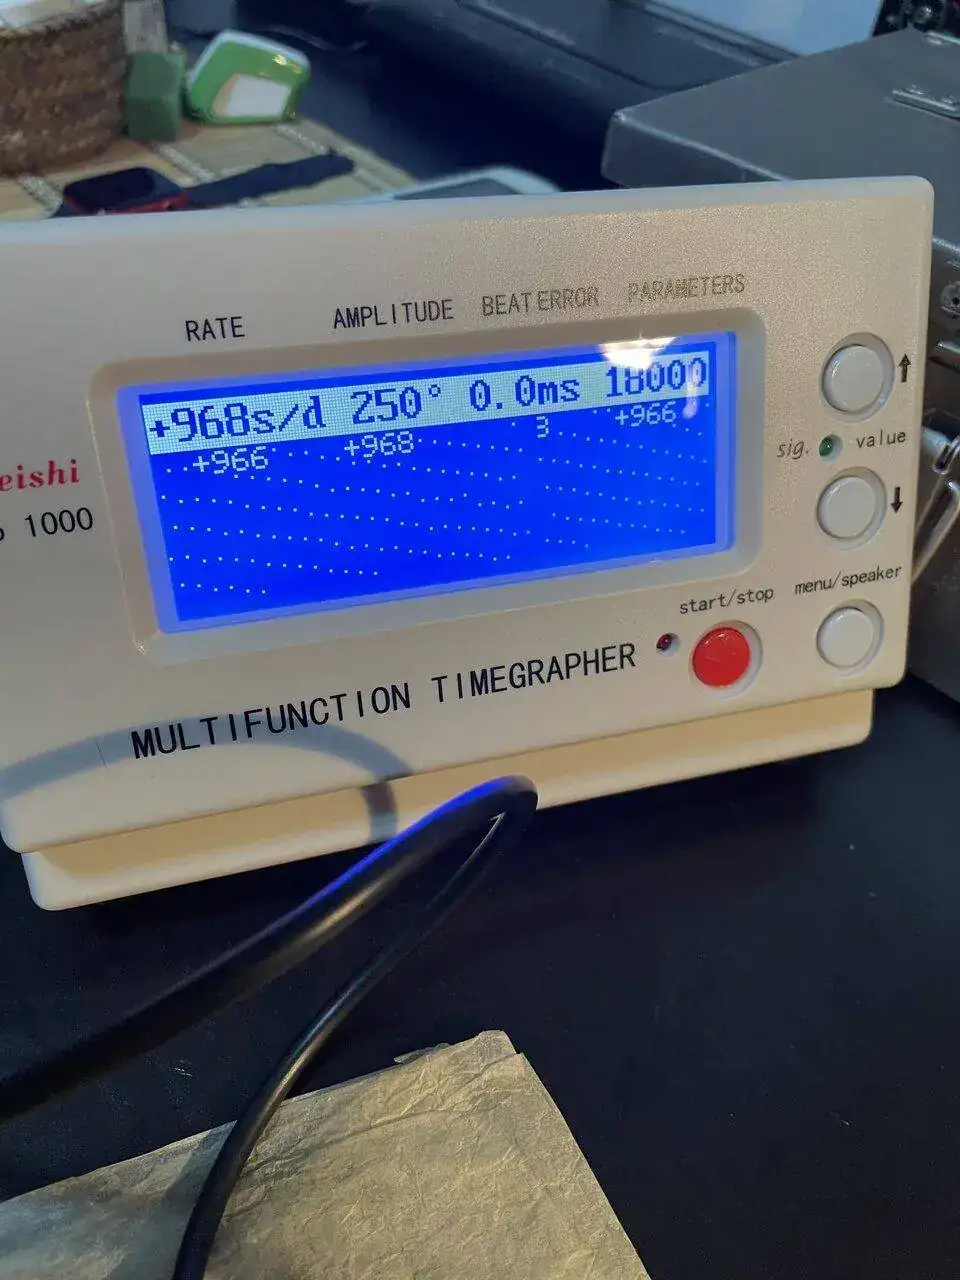 RATE AMPLITUDE BEAT ERROR PARAMETERS
+968s/d 250° 0.0ms 18000
+966 +968 3 +966
sig. value
eishi
1000
start/stop menu/speaker
MULTIFUNCTION TIMEGRAPHER